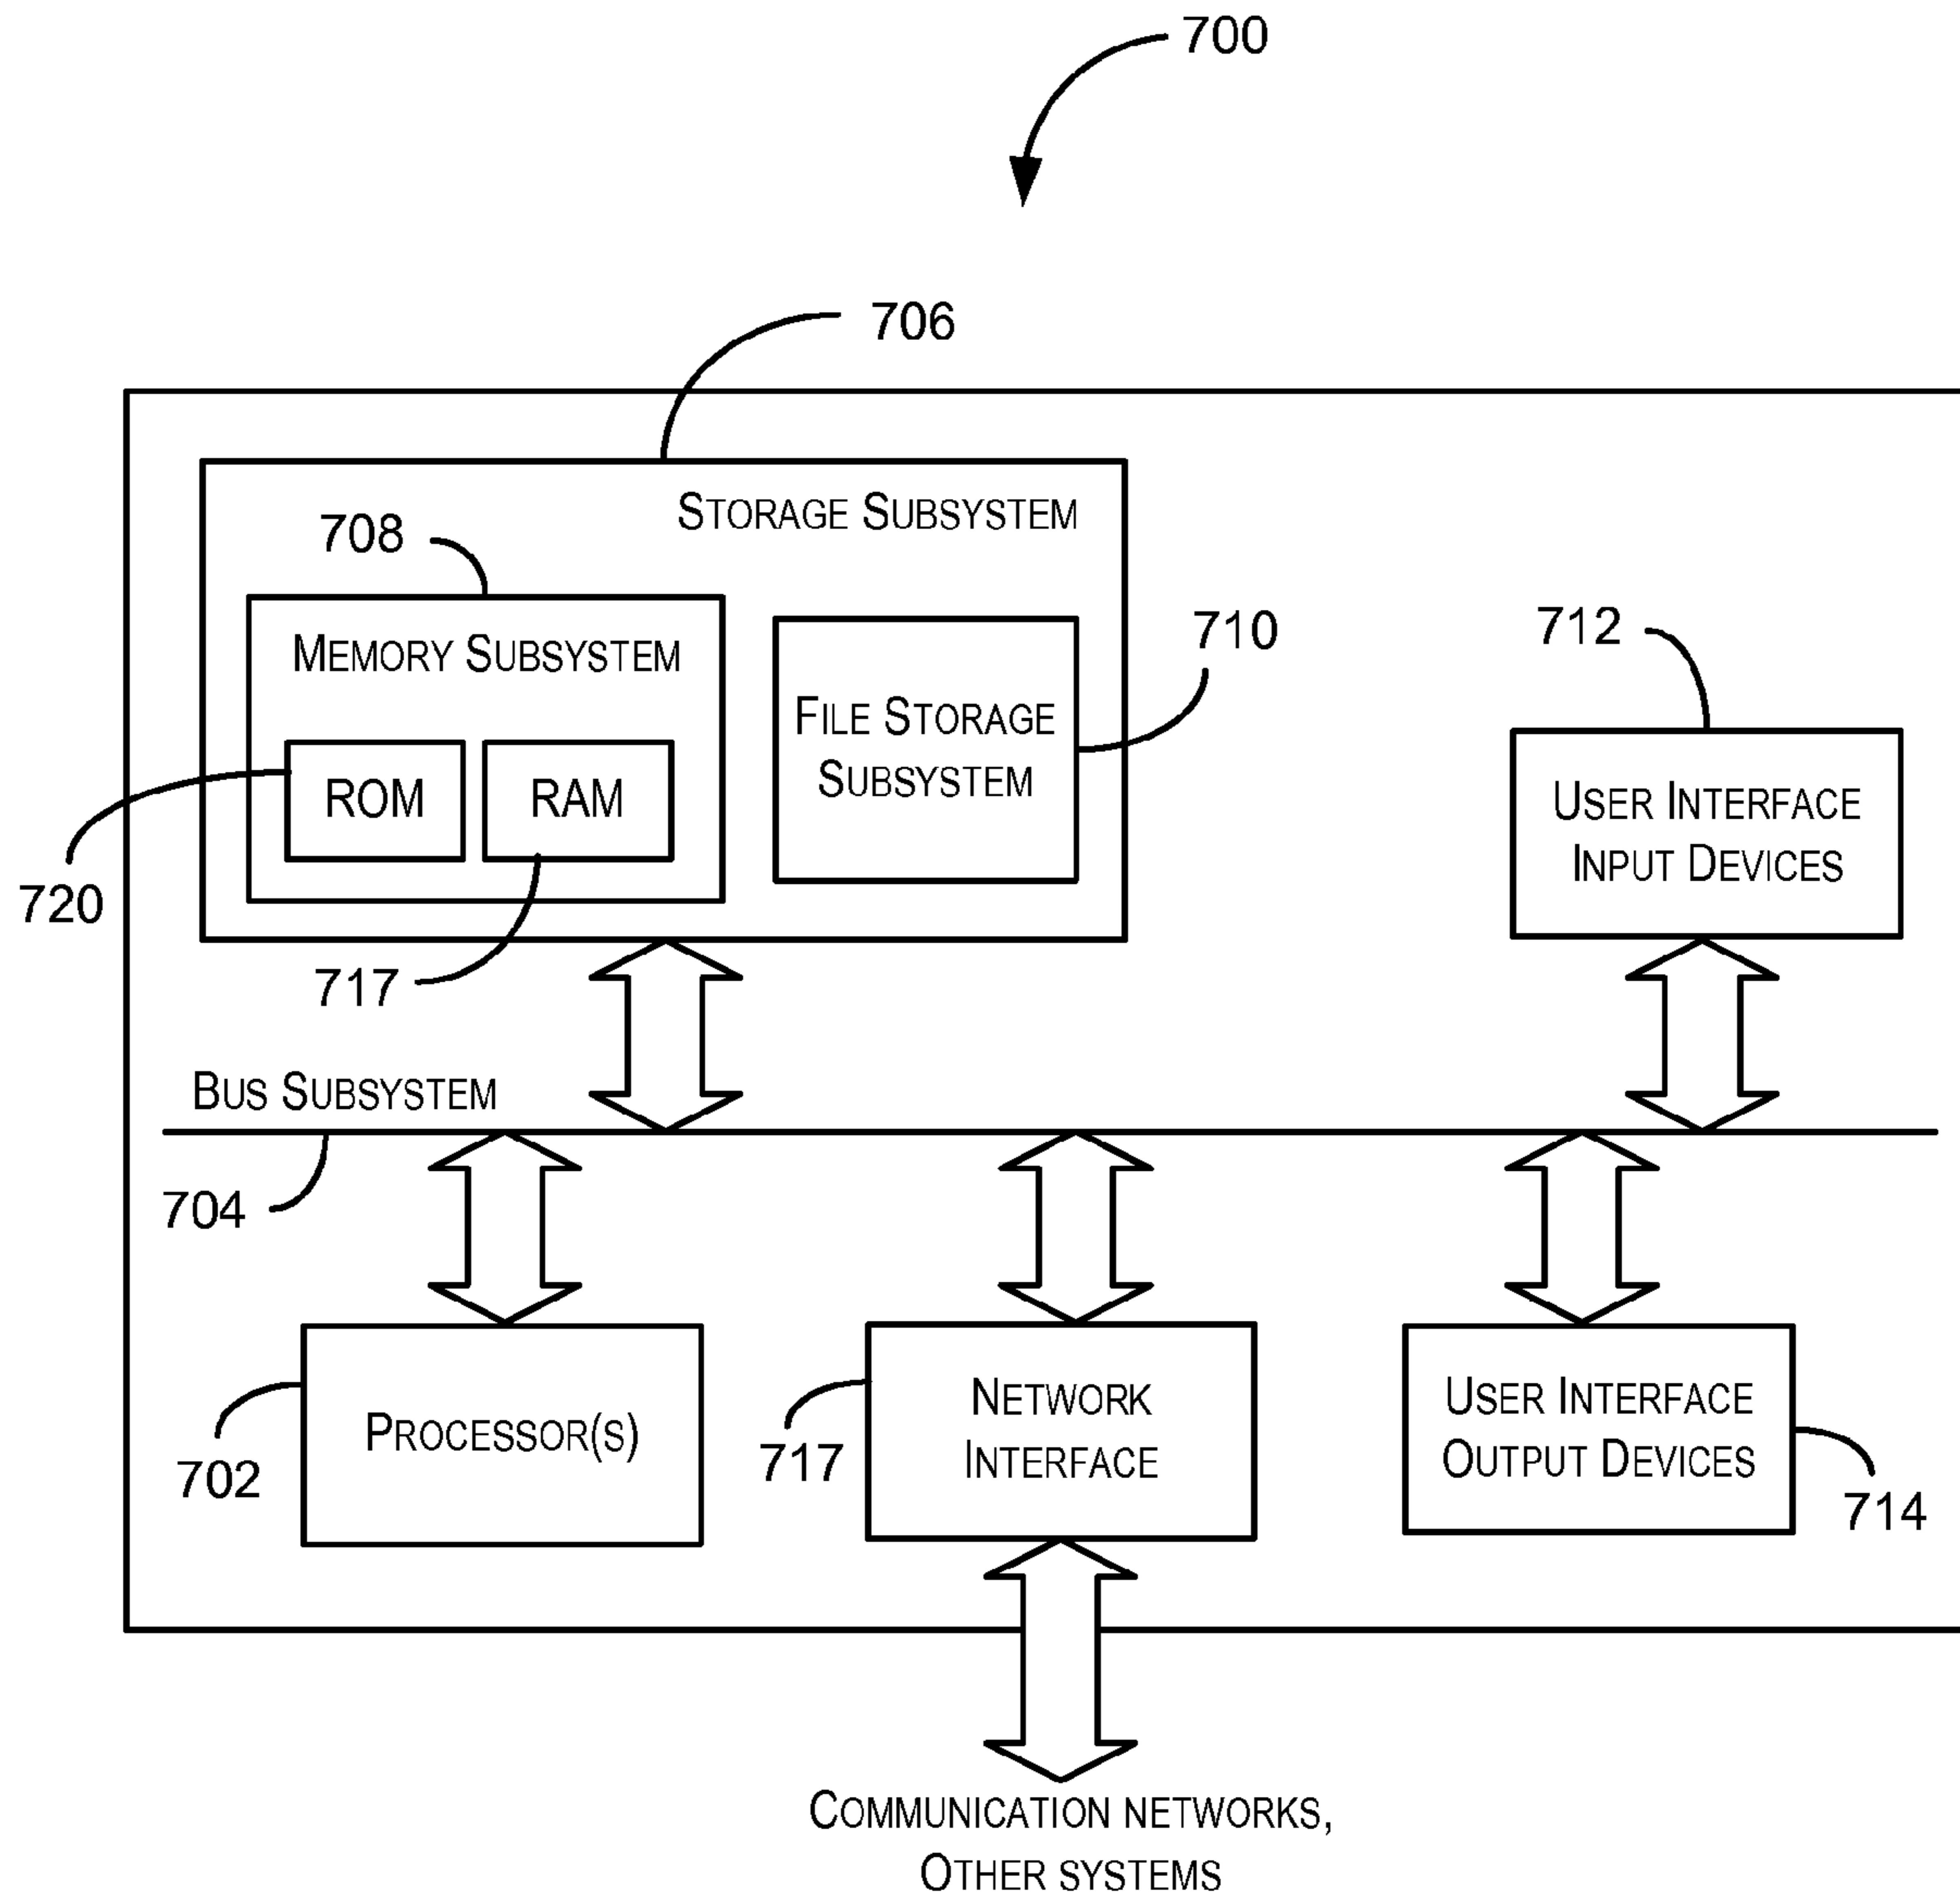 700
706
STORAGE SUBSYSTEM
708
MEMORY SUBSYSTEM
710
712
FILE STORAGE
SUBSYSTEM
ROM
RAM
USER INTERFACE
INPUT DEVICES
720
717
BUS SUBSYSTEM
704
PROCESSOR(S)
702
NETWORK
INTERFACE
717
USER INTERFACE
OUTPUT DEVICES
714
COMMUNICATION NETWORKS,
OTHER SYSTEMS